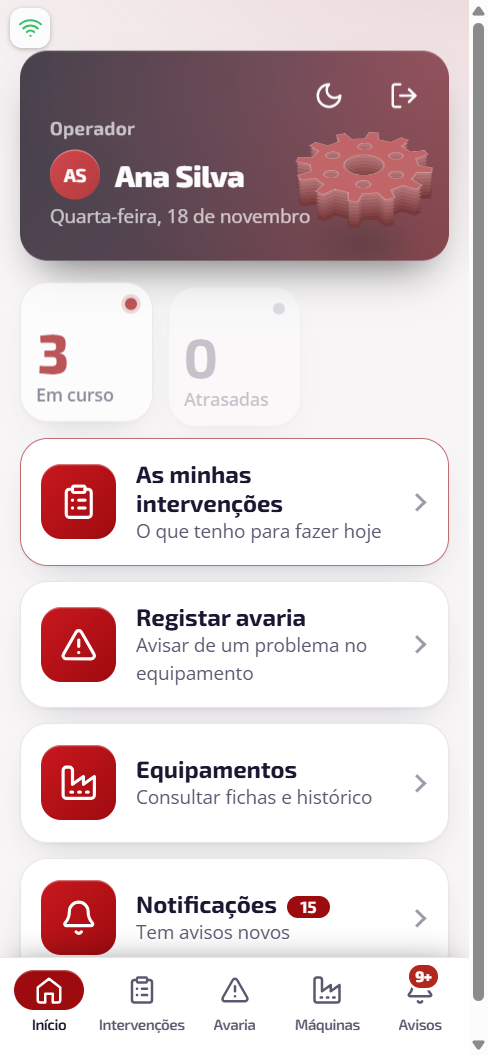 Operador
AS
Ana Silva
Quarta-feira, 18 de novembro
3
Em curso
0
Atrasadas
As minhas
intervenções
O que tenho para fazer hoje
Registar avaria
Avisar de um problema no
equipamento
Equipamentos
Consultar fichas e histórico
Notificações 15
Tem avisos novos
9+
Início Intervenções Avaria Máquinas Avisos